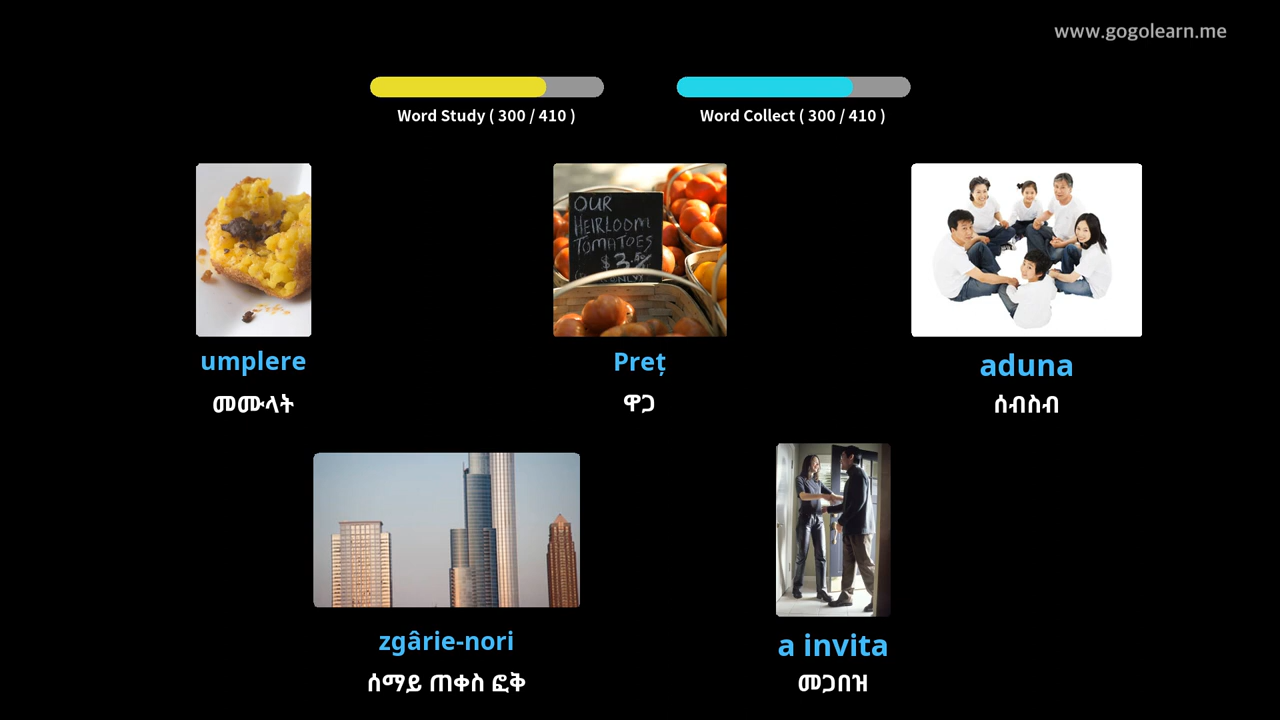 www.gogolearn.me
Word Study ( 300 / 410 )
Word Collect ( 300 / 410 )
OUR
HEIRLOOM
TOMATOES
umplere
መሙላት
Preț
ዋጋ
aduna
ሰብስብ
zgârie-nori
ሰማይ ጠቀስ ፎቅ
a invita
መጋበዝ